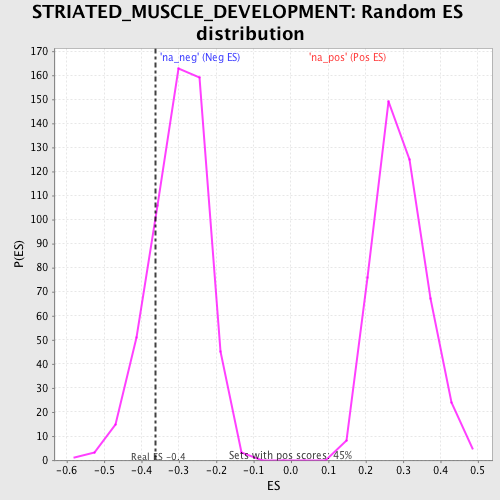 STRIATED_MUSCLE_DEVELOPMENT: Random ES
distribution
'na_neg' (Neg ES)
'na_pos' (Pos ES)
P(ES)
170
160
150
140
130
120
110
100
90
80
70
60
50
40
30
20
10
0
Real ES -0.4
Sets with pos scores: 45%
-0.6 -0.5 -0.4 -0.3 -0.2 -0.1 0.0 0.1 0.2 0.3 0.4 0.5
ES